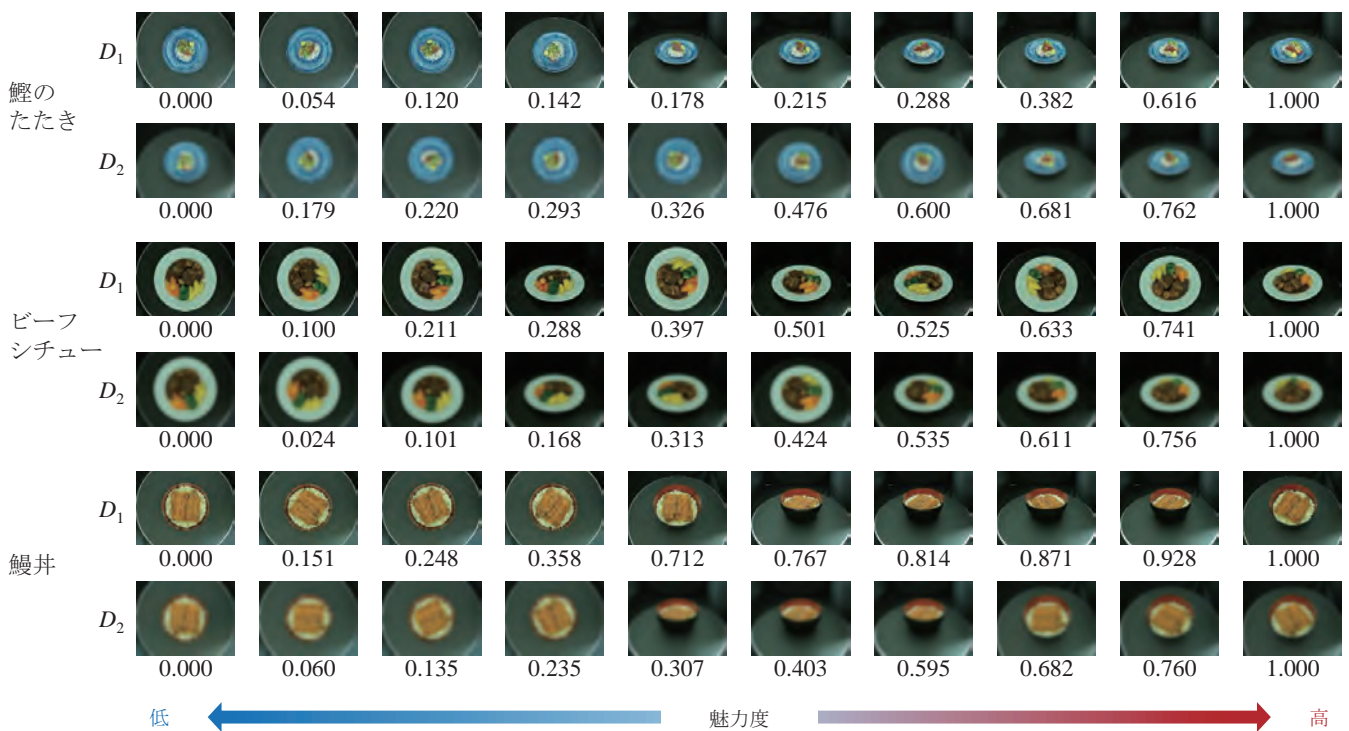 鰹の
たたき
D1
0.000 0.054 0.120 0.142 0.178 0.215 0.288 0.382 0.616 1.000
D2
0.000 0.179 0.220 0.293 0.326 0.476 0.600 0.681 0.762 1.000
ビーフ
シチュー
D1
0.000 0.100 0.211 0.288 0.397 0.501 0.525 0.633 0.741 1.000
D2
0.000 0.024 0.101 0.168 0.313 0.424 0.535 0.611 0.756 1.000
鰻丼
D1
0.000 0.151 0.248 0.358 0.712 0.767 0.814 0.871 0.928 1.000
D2
0.000 0.060 0.135 0.235 0.307 0.403 0.595 0.682 0.760 1.000
低 魅力度 高